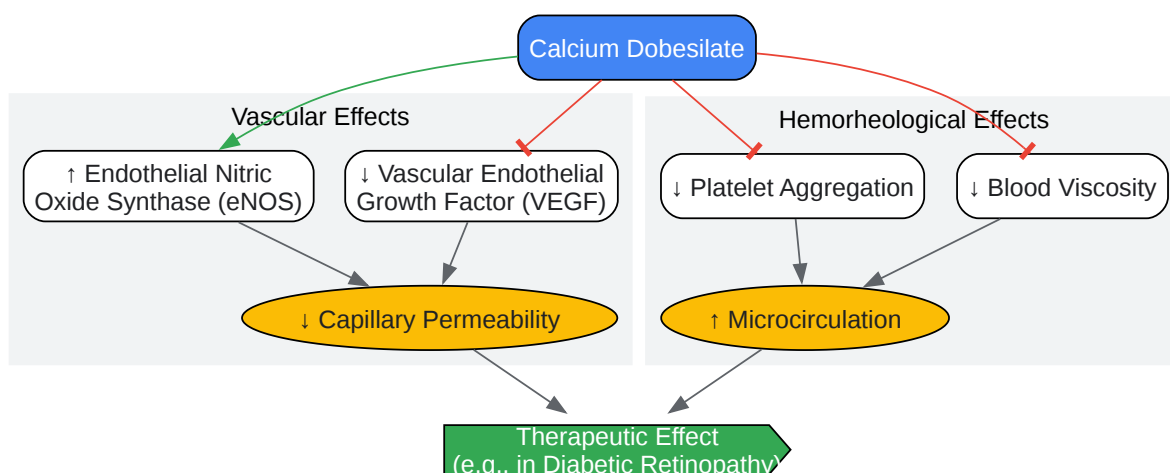 Calcium Dobesilate
Vascular Effects
Hemorheological Effects
↑ Endothelial Nitric
Oxide Synthase (eNOS)
↓ Vascular Endothelial
Growth Factor (VEGF)
↓ Platelet Aggregation
↓ Blood Viscosity
↓ Capillary Permeability
↑ Microcirculation
Therapeutic Effect
(e.g., in Diabetic Retinopathy)